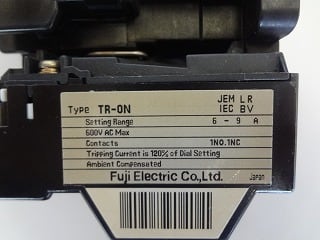 Type TR-0N JEM LR
IEC BV
Setting Range 6 - 9 A
600V AC Max
Contacts 1NO.1NC
Tripping Current is 120% of Dial Setting
Ambient Compensated
Fuji Electric Co.,Ltd. Japan